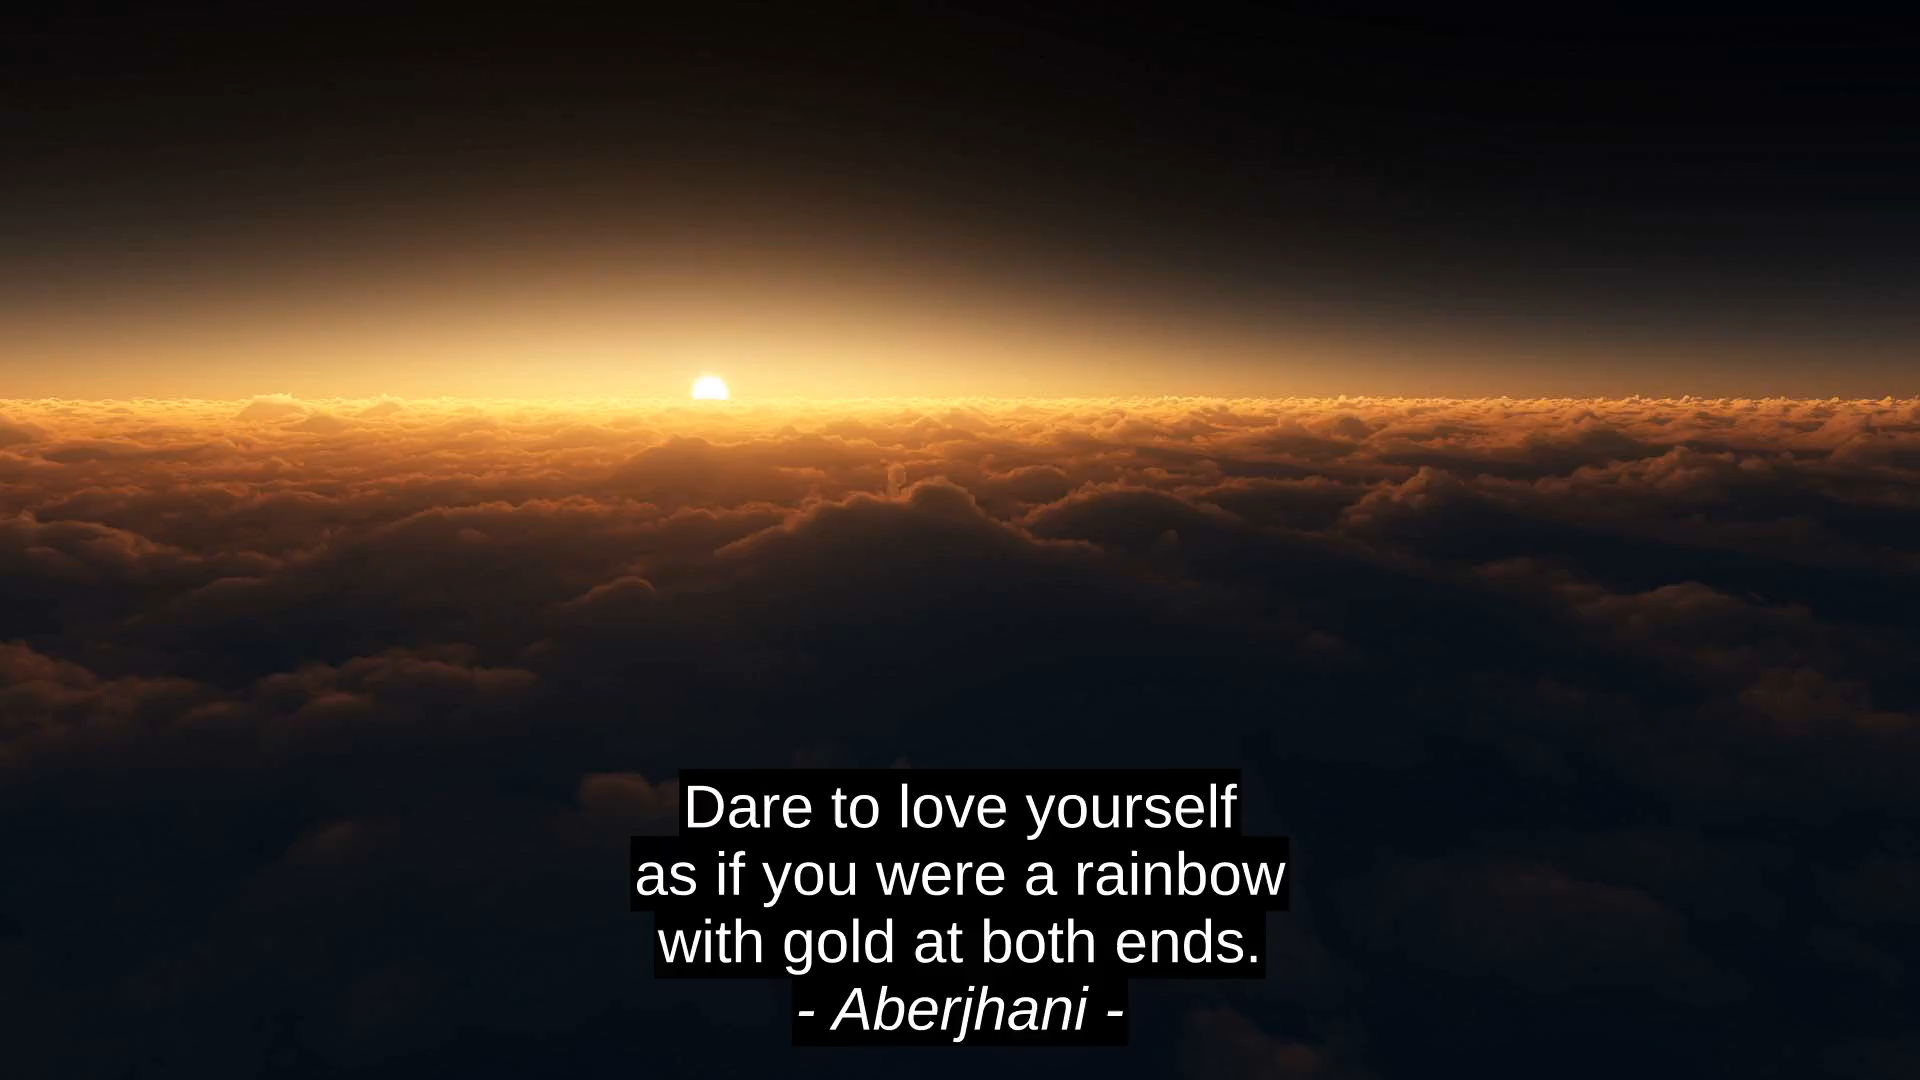 Dare to love yourself
as if you were a rainbow
with gold at both ends.
- Aberjhani -